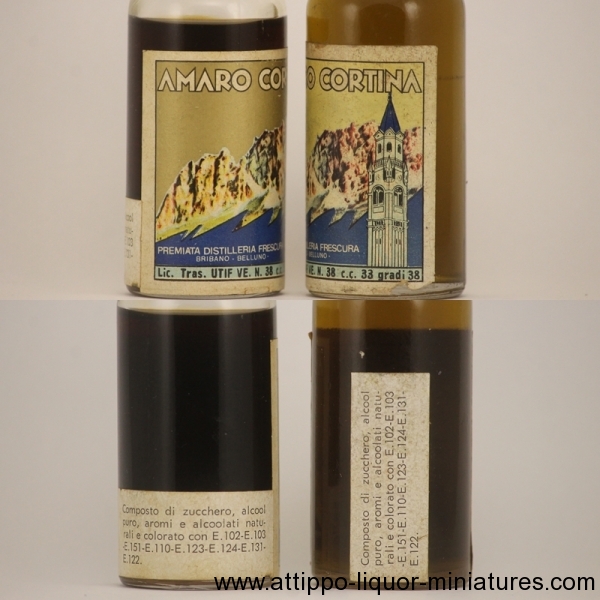 AMARO COR
PREMIATA DISTILLERIA FRESCURA
BRIBANO - BELLUNO -
Lic. Tras. UTIF VE. N. 38 c.
O CORTINA
LERIA FRESCURA
- BELLUNO -
VE. N. 38 c.c. 33 gradi 38
Composto di zucchero, alcool
puro, aromi e alcoolati natu-
rali e colorato con E.102-E.103
-E.151-E.110-E.123-E.124-E.131-
E.122.
Composto di zucchero, alcool
puro, aromi e alcoolati natu-
rali e colorato con E.102-E.103
-E.151-E.110-E.123-E.124-E.131-
E.122.
www.attippo-liquor-miniatures.com